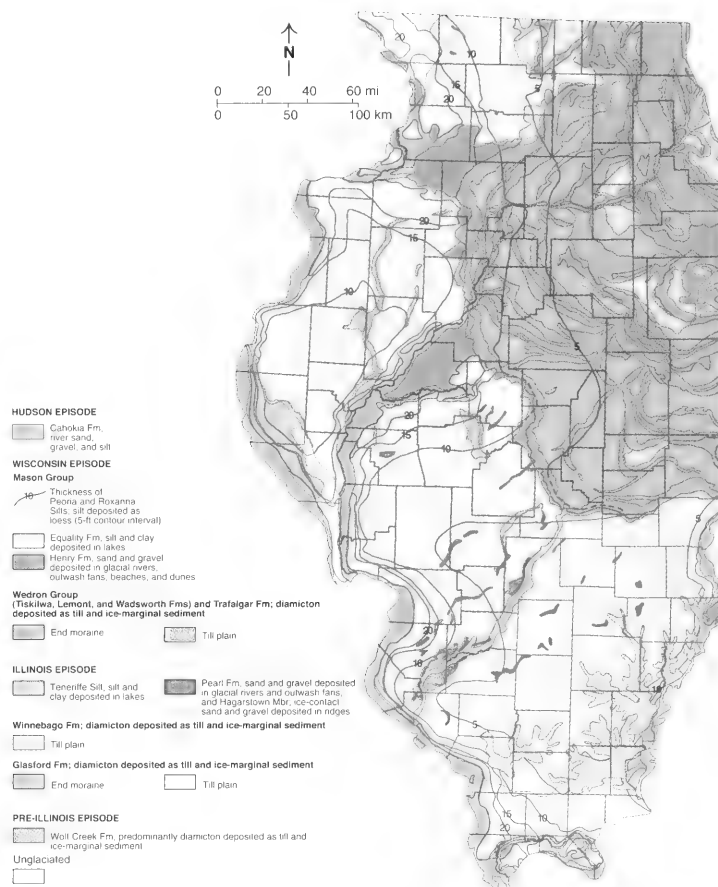 N
0 20 40 60 mi
0 50 100 km
20
10
15
20
5
20
15
10
5
20
15
10
5
20
10
5
15
10
20
HUDSON EPISODE
Cahokia Fm,
river sand,
gravel, and silt
WISCONSIN EPISODE
Mason Group
10
Thickness of
Peoria and Roxanna
Silts, silt deposited as
loess (5-ft contour interval)
Equality Fm, silt and clay
deposited in lakes
Henry Fm, sand and gravel
deposited in glacial rivers,
outwash fans, beaches, and dunes
Wedron Group
(Tiskilwa, Lemont, and Wadsworth Fms) and Trafalgar Fm; diamicton
deposited as till and ice-marginal sediment
End moraine
Till plain
ILLINOIS EPISODE
Teneriffe Silt, silt and
clay deposited in lakes
Pearl Fm, sand and gravel deposited
in glacial rivers and outwash fans,
and Hagarstown Mbr, ice-contact
sand and gravel deposited in ridges
Winnebago Fm; diamicton deposited as till and ice-marginal sediment
Till plain
Glasford Fm; diamicton deposited as till and ice-marginal sediment
End moraine
Till plain
PRE-ILLINOIS EPISODE
Wolf Creek Fm, predominantly diamicton deposited as till and
ice-marginal sediment
Unglaciated